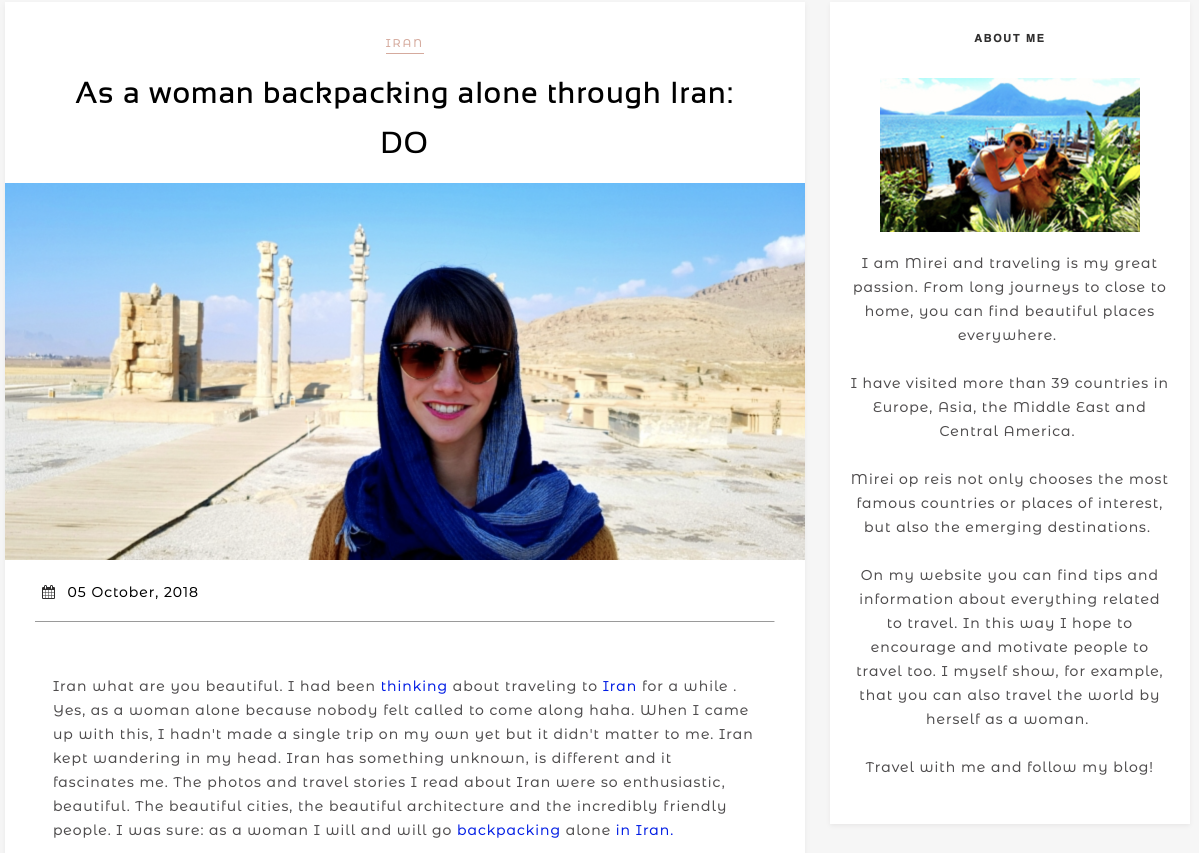 IRAN
As a woman backpacking alone through Iran:
DO
05 October, 2018
Iran what are you beautiful. I had been thinking about traveling to Iran for a while .
Yes, as a woman alone because nobody felt called to come along haha. When I came
up with this, I hadn't made a single trip on my own yet but it didn't matter to me. Iran
kept wandering in my head. Iran has something unknown, is different and it
fascinates me. The photos and travel stories I read about Iran were so enthusiastic,
beautiful. The beautiful cities, the beautiful architecture and the incredibly friendly
people. I was sure: as a woman I will and will go backpacking alone in Iran.
ABOUT ME
I am Mirei and traveling is my great
passion. From long journeys to close to
home, you can find beautiful places
everywhere.
I have visited more than 39 countries in
Europe, Asia, the Middle East and
Central America.
Mirei op reis not only chooses the most
famous countries or places of interest,
but also the emerging destinations.
On my website you can find tips and
information about everything related
to travel. In this way I hope to
encourage and motivate people to
travel too. I myself show, for example,
that you can also travel the world by
herself as a woman.
Travel with me and follow my blog!